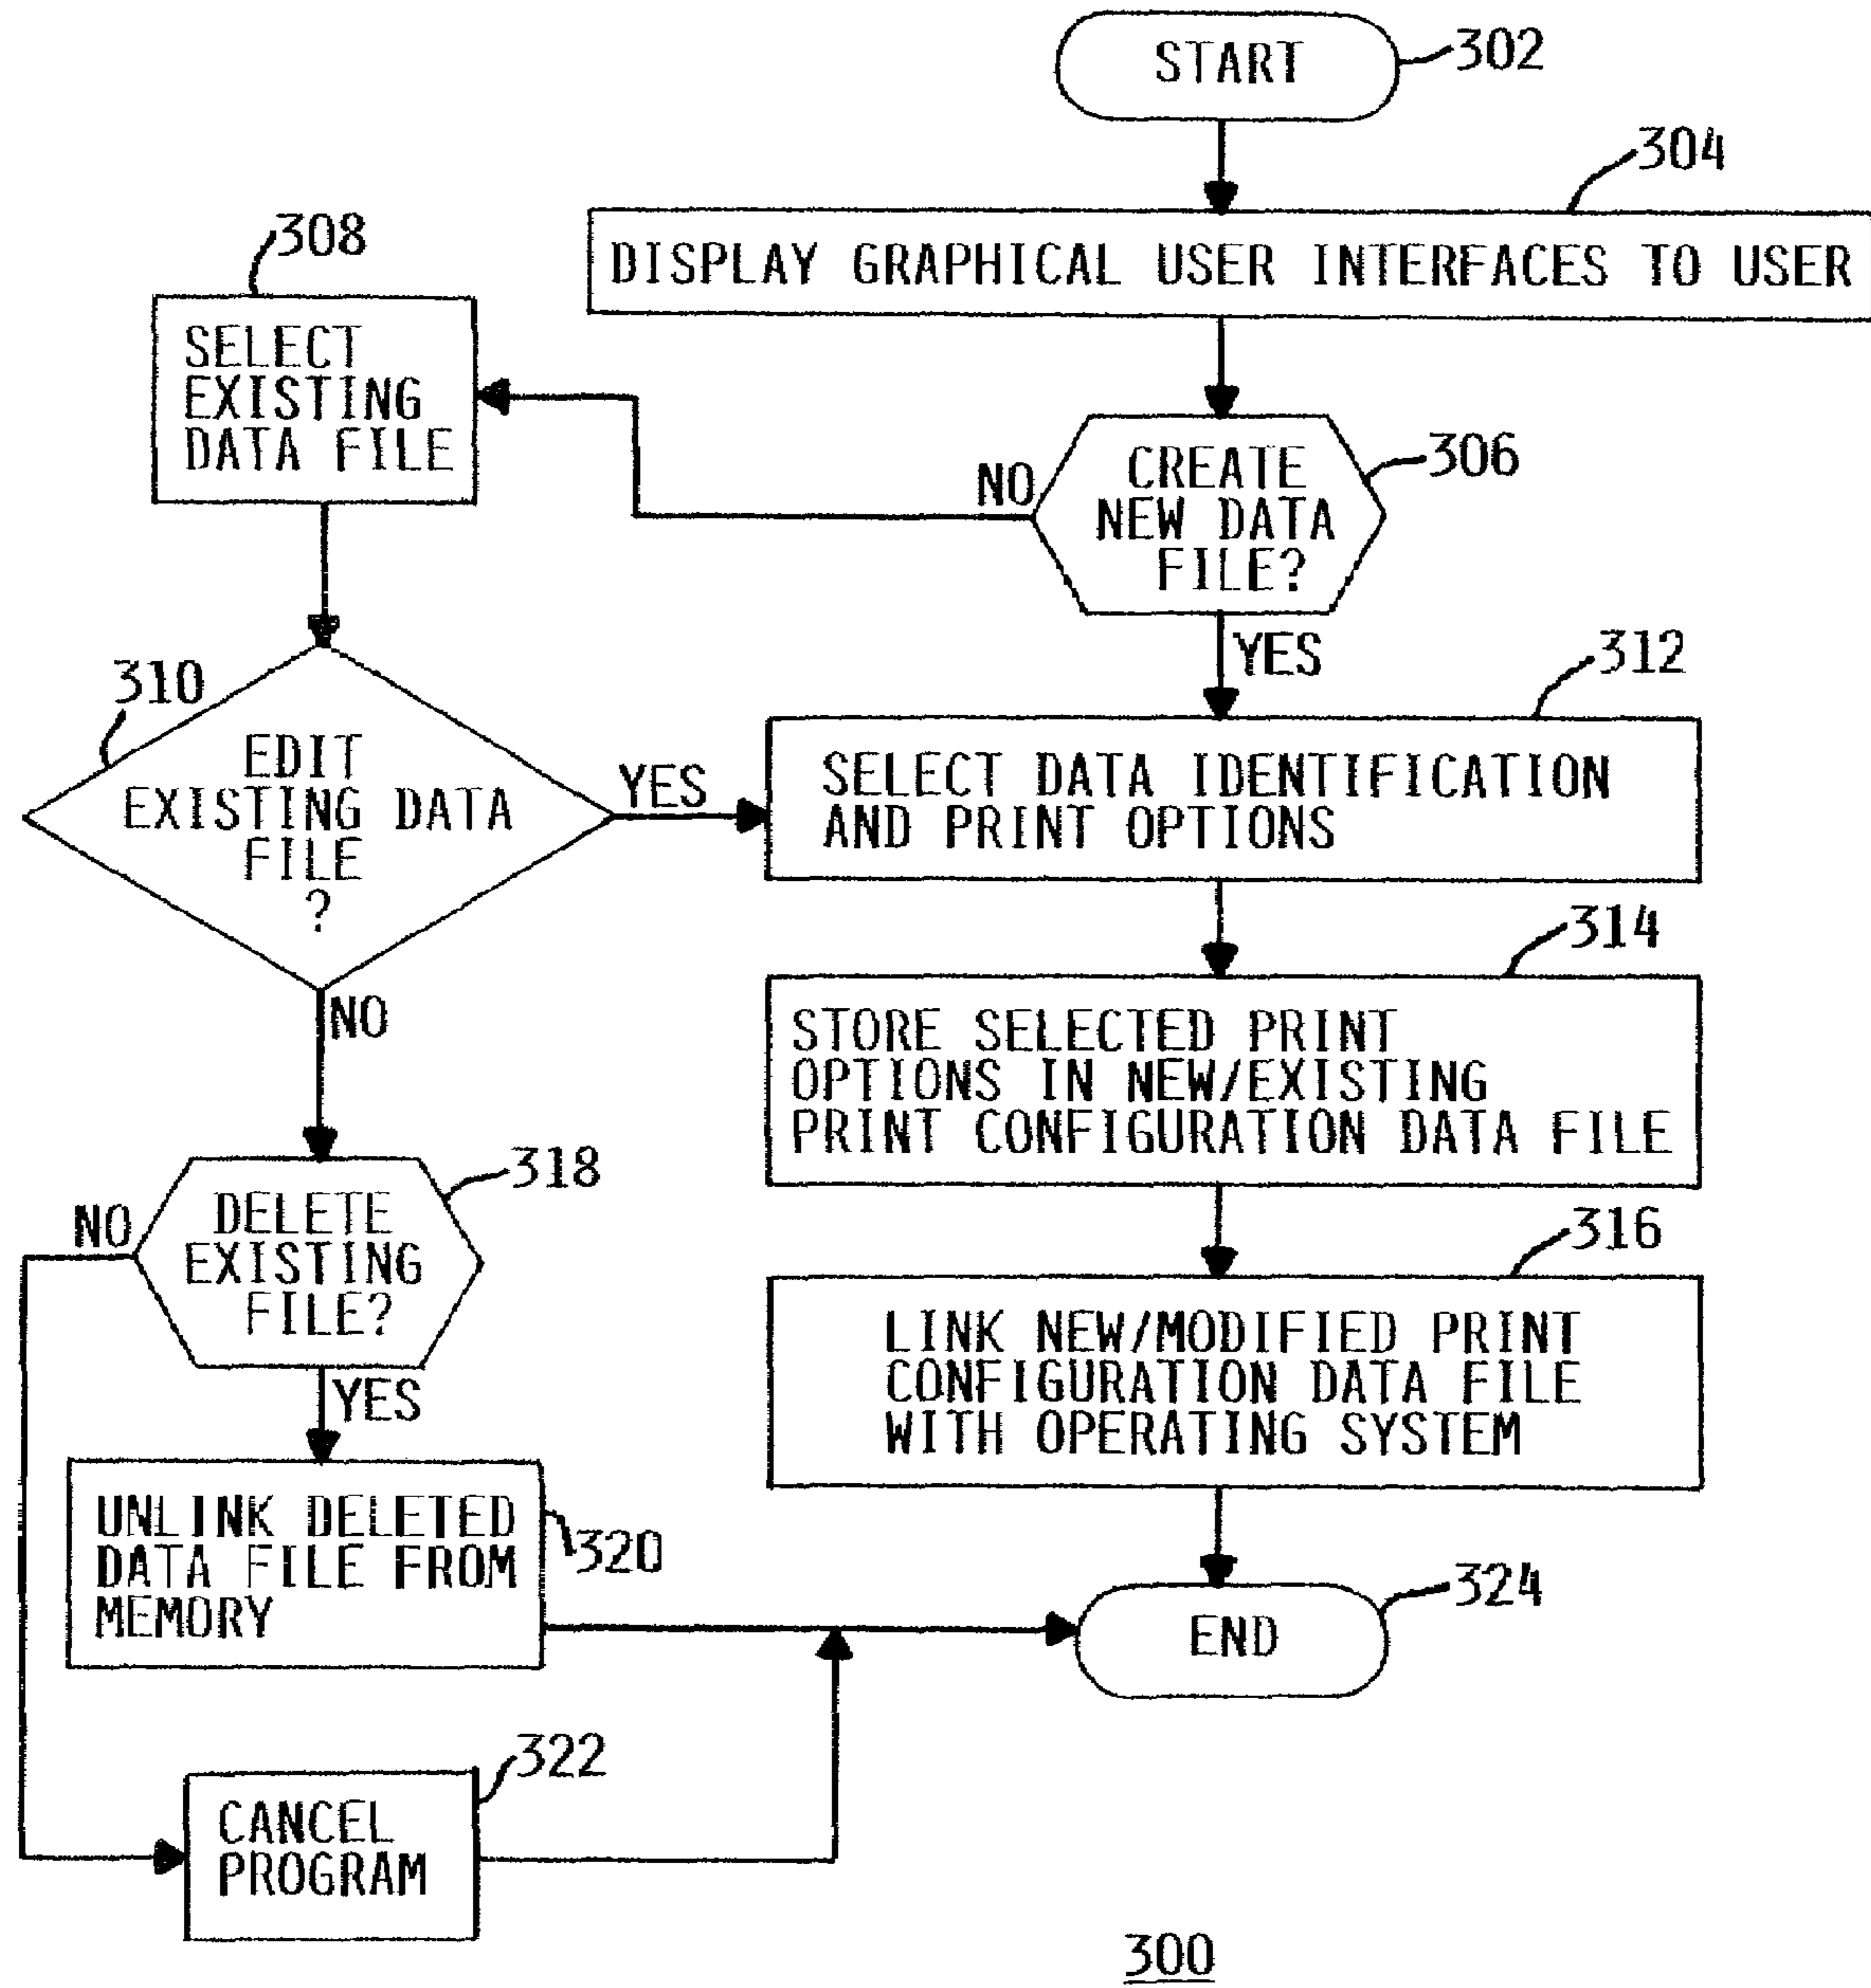 START
302
304
DISPLAY GRAPHICAL USER INTERFACES TO USER
308
SELECT
EXISTING
DATA FILE
306
CREATE
NEW DATA
FILE?
NO
YES
310
EDIT
EXISTING DATA
FILE
?
YES
NO
312
SELECT DATA IDENTIFICATION
AND PRINT OPTIONS
314
STORE SELECTED PRINT
OPTIONS IN NEW/EXISTING
PRINT CONFIGURATION DATA FILE
318
DELETE
EXISTING
FILE?
NO
YES
316
LINK NEW/MODIFIED PRINT
CONFIGURATION DATA FILE
WITH OPERATING SYSTEM
UNLINK DELETED
DATA FILE FROM
MEMORY
320
324
END
322
CANCEL
PROGRAM
300